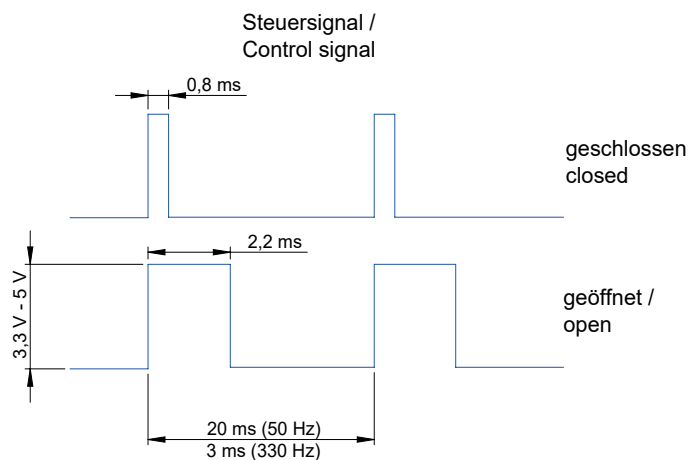 Steuersignal /
Control signal
0,8 ms
geschlossen
closed
2,2 ms
3,3 V - 5 V
geöffnet /
open
20 ms (50 Hz)
3 ms (330 Hz)